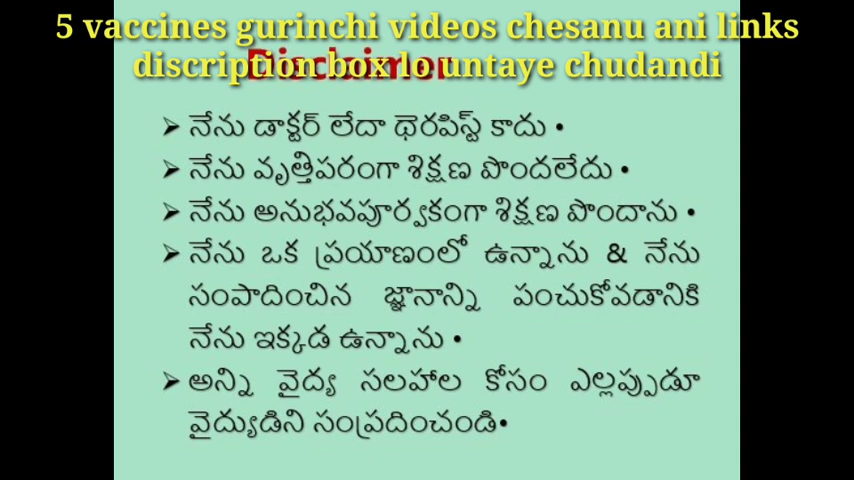 5 vaccines gurinchi videos chesanu ani links
discription box lo untaye chudandi
Disclaimer
➤ నేను డాక్టర్ లేదా థెరపిస్ట్ కాదు •
➤ నేను వృత్తిపరంగా శిక్షణ పొందలేదు •
➤ నేను అనుభవపూర్వకంగా శిక్షణ పొందాను •
➤ నేను ఒక ప్రయాణంలో ఉన్నాను & నేను
సంపాదించిన జ్ఞానాన్ని పంచుకోవడానికి
నేను ఇక్కడ ఉన్నాను •
➤ అన్ని వైద్య సలహాల కోసం ఎల్లప్పుడూ
వైద్యుడిని సంప్రదించండి•